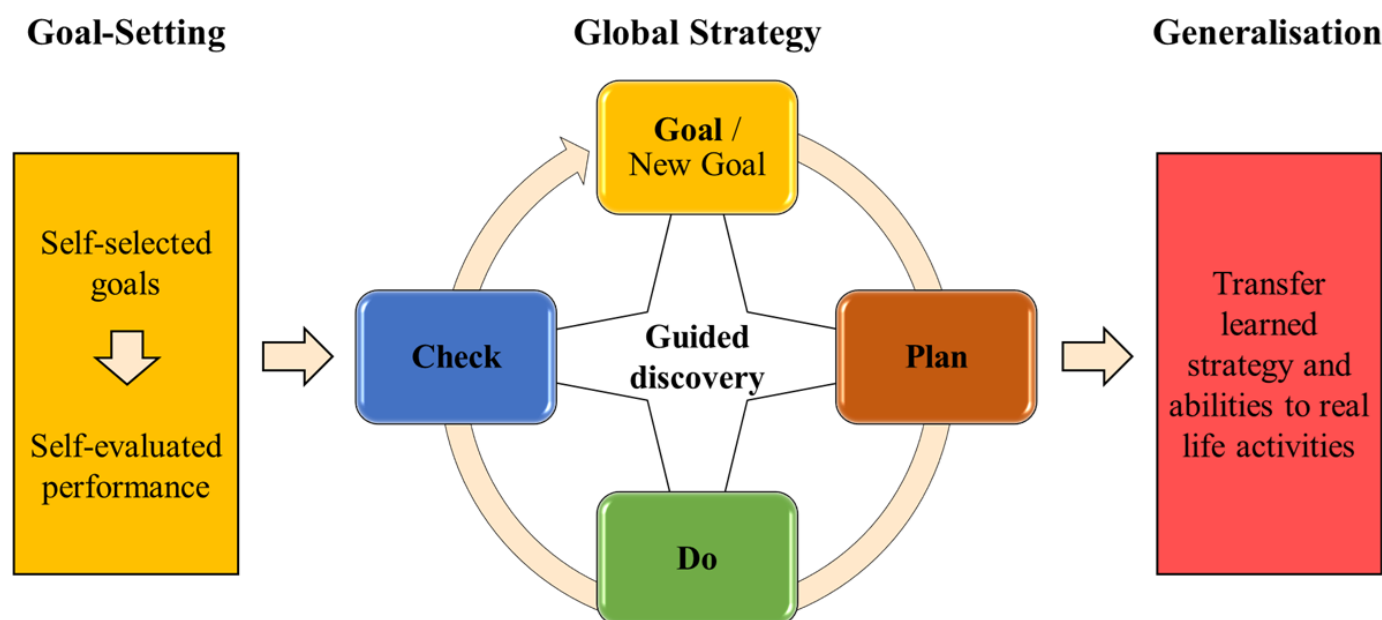 Goal-Setting
Global Strategy
Generalisation
Self-selected
goals
Self-evaluated
performance
Goal /
New Goal
Check
Guided
discovery
Plan
Do
Transfer
learned
strategy and
abilities to real
life activities